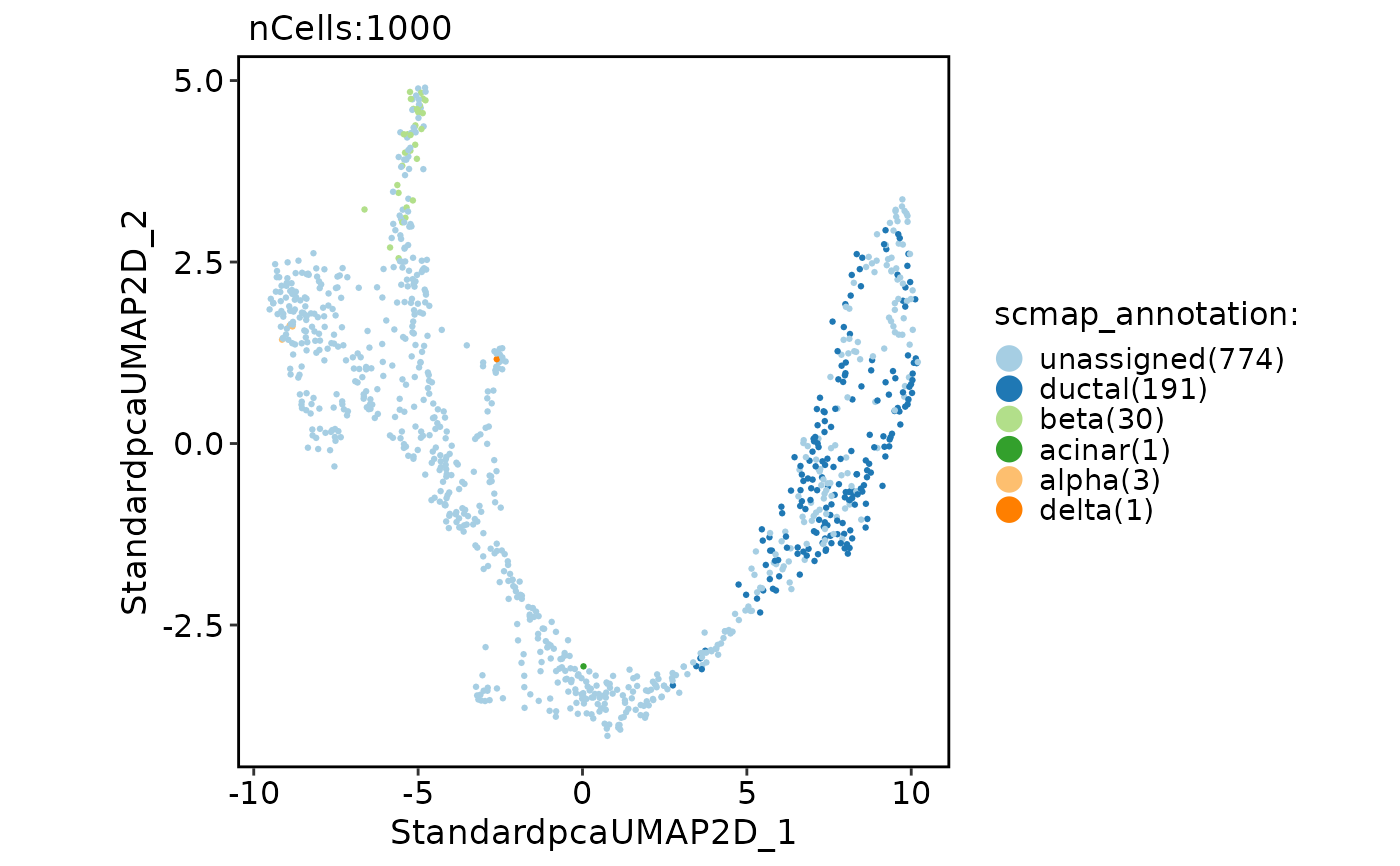 nCells:1000
5.0
2.5
0.0
-2.5
StandardpcaUMAP2D_2
-10
-5
0
5
10
StandardpcaUMAP2D_1
scmap_annotation:
unassigned(774)
ductal(191)
beta(30)
acinar(1)
alpha(3)
delta(1)